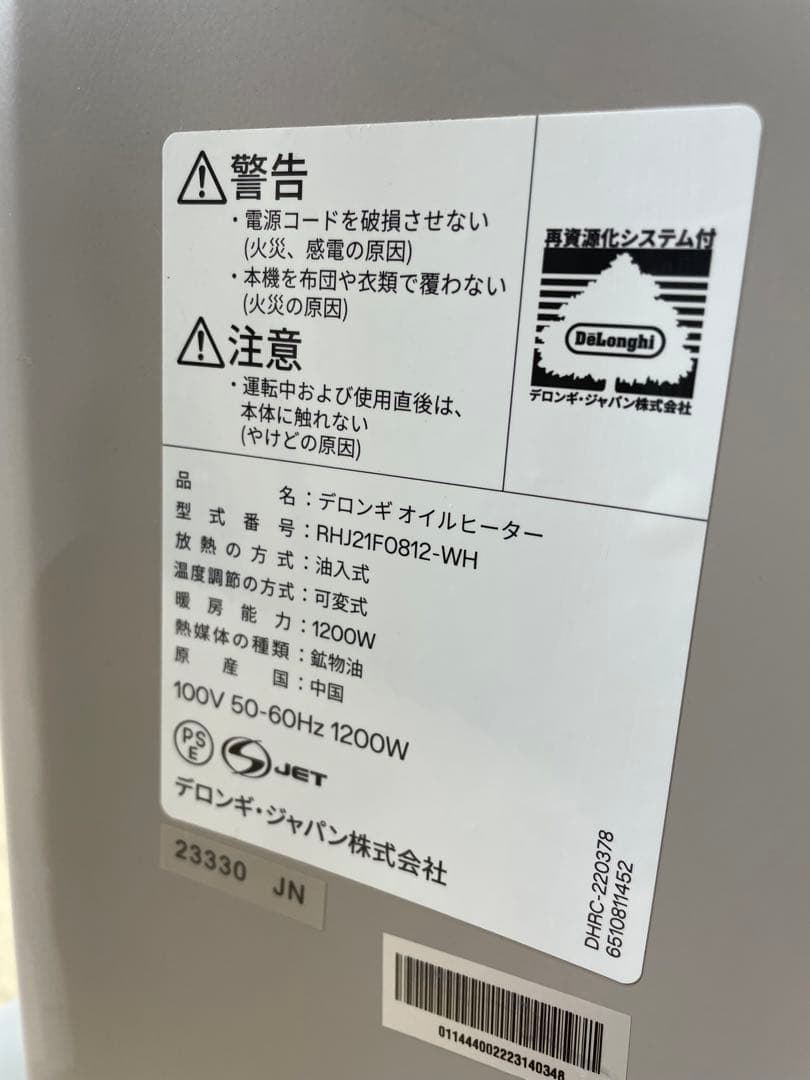 警告
・電源コードを破損させない
(火災、感電の原因)
・本機を布団や衣類で覆わない
(火災の原因)
注意
・運転中および使用直後は、
本体に触れない
(やけどの原因)
再資源化システム付
DeLonghi
デロンギ・ジャパン株式会社
品名：デロンギ オイルヒーター
型式番号：RHJ21F0812-WH
放熱の方式：油入式
温度調節の方式：可変式
暖房能力：1200W
熱媒体の種類：鉱物油
原産国：中国
100V 50-60Hz 1200W
PSE
JET
デロンギ・ジャパン株式会社
DHRC-220378
6510811452
23330 JN
011444002223140348